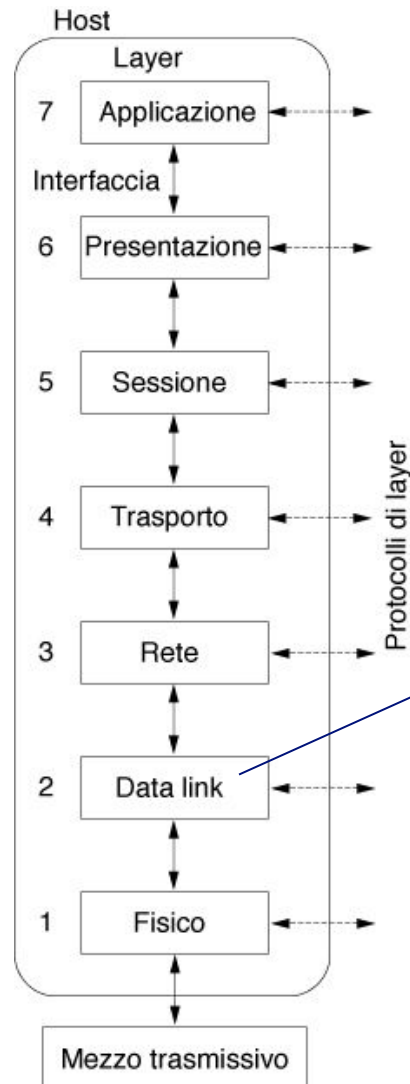 Host
Layer
7 Applicazione
Interfaccia
6 Presentazione
5 Sessione
4 Trasporto
3 Rete
2 Data link
1 Fisico
Mezzo trasmissivo
Protocolli di layer